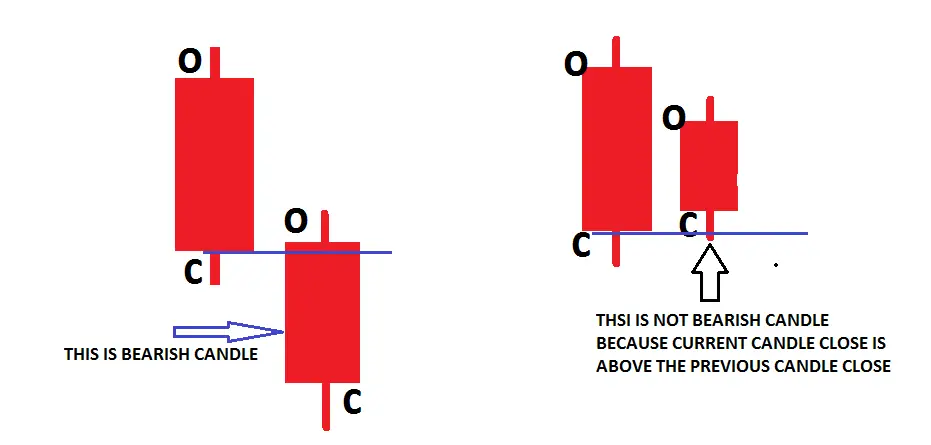 O
C
O
C
THIS IS BEARISH CANDLE
O
C
O
C
THSI IS NOT BEARISH CANDLE
BECAUSE CURRENT CANDLE CLOSE IS
ABOVE THE PREVIOUS CANDLE CLOSE